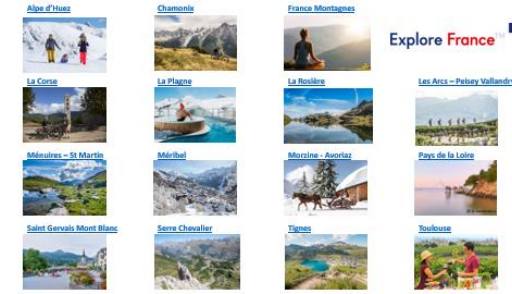 Alpe d'Huez
Chamonix
France Montagnes
Explore France™
La Corse
La Plagne
La Rosière
Les Arcs – Peisey Vallandry
Ménuires – St Martin
Méribel
Morzine - Avoriaz
Pays de la Loire
Saint Gervais Mont Blanc
Serre Chevalier
Tignes
Toulouse